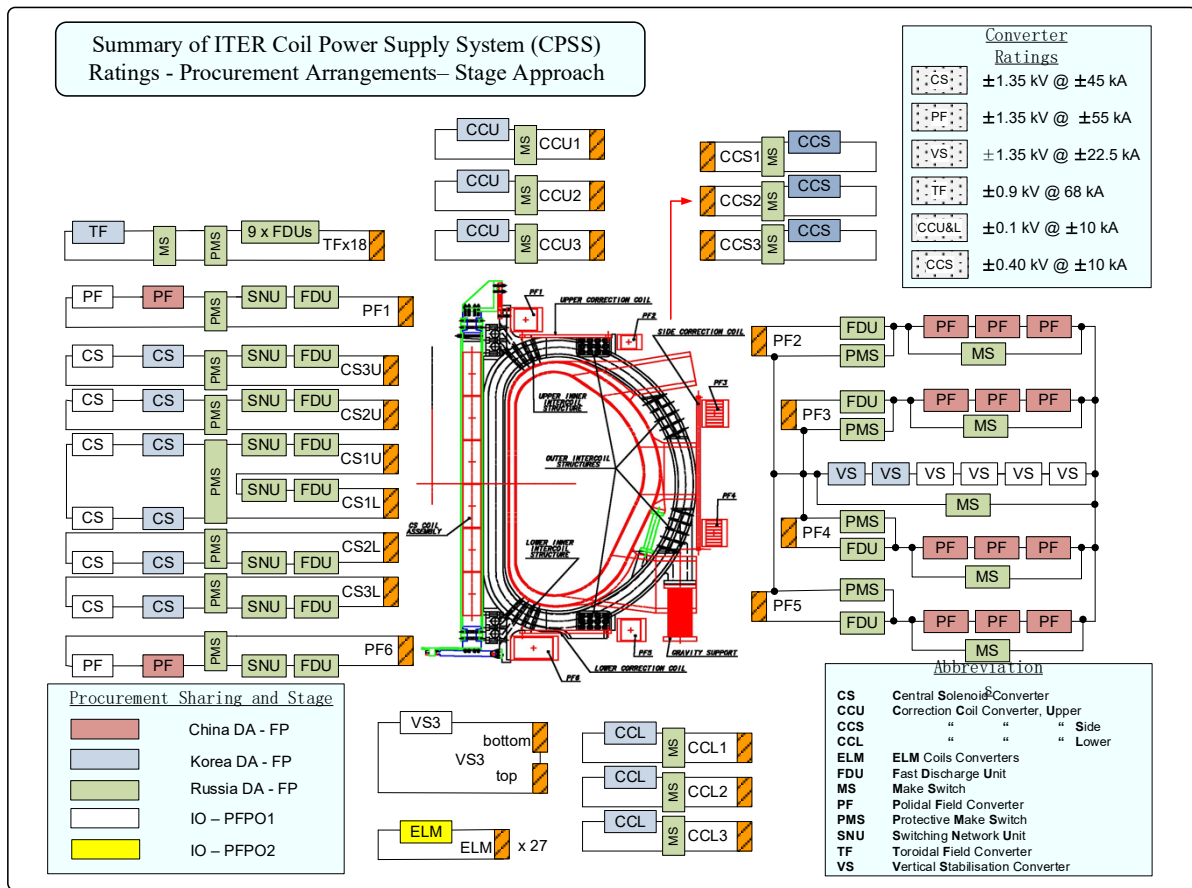 Summary of ITER Coil Power Supply System (CPSS)
Ratings - Procurement Arrangements– Stage Approach
Converter
Ratings
CS ±1.35 kV @ ±45 kA
PF ±1.35 kV @ ±55 kA
VS ±1.35 kV @ ±22.5 kA
TF ±0.9 kV @ 68 kA
CCU&L ±0.1 kV @ ±10 kA
CCS ±0.40 kV @ ±10 kA
CCU MS CCU1
CCU MS CCU2
CCU MS CCU3
CCS1 MS CCS
CCS2 MS CCS
CCS3 MS CCS
TF MS PMS 9 x FDUs TFx18
PF PF PMS SNU FDU PF1
CS CS PMS SNU FDU CS3U
CS CS PMS SNU FDU CS2U
CS CS PMS SNU FDU CS1U
SNU FDU CS1L
CS CS
PMS CS2L
CS CS SNU FDU
PMS CS3L
CS CS SNU FDU
PMS PF6
PF PF SNU FDU
PF1
UPPER CORRECTION COIL
PF2
SIDE CORRECTION COIL
PF3
UPPER INNER
INTERCOIL
STRUCTURE
OUTER INTERCOIL
STRUCTURES
PF4
CS COIL
ASSEMBLY
LOWER INNER
INTERCOIL
STRUCTURE
PF5
GRAVITY SUPPORT
LOWER CORRECTION COIL
PF6
PF2 FDU PF PF PF
PMS MS
PF3 FDU PF PF PF
PMS MS
VS VS VS VS VS VS
MS
PF4 PMS
FDU PF PF PF
MS
PF5 PMS
FDU PF PF PF
MS
Procurement Sharing and Stage
China DA - FP
Korea DA - FP
Russia DA - FP
IO – PFPO1
IO – PFPO2
VS3
bottom
VS3
top
ELM
ELM x 27
CCL MS CCL1
CCL MS CCL2
CCL MS CCL3
Abbreviation
s
CS Central Solenoid Converter
CCU Correction Coil Converter, Upper
CCS “ “ “ Side
CCL “ “ “ Lower
ELM ELM Coils Converters
FDU Fast Discharge Unit
MS Make Switch
PF Polidal Field Converter
PMS Protective Make Switch
SNU Switching Network Unit
TF Toroidal Field Converter
VS Vertical Stabilisation Converter